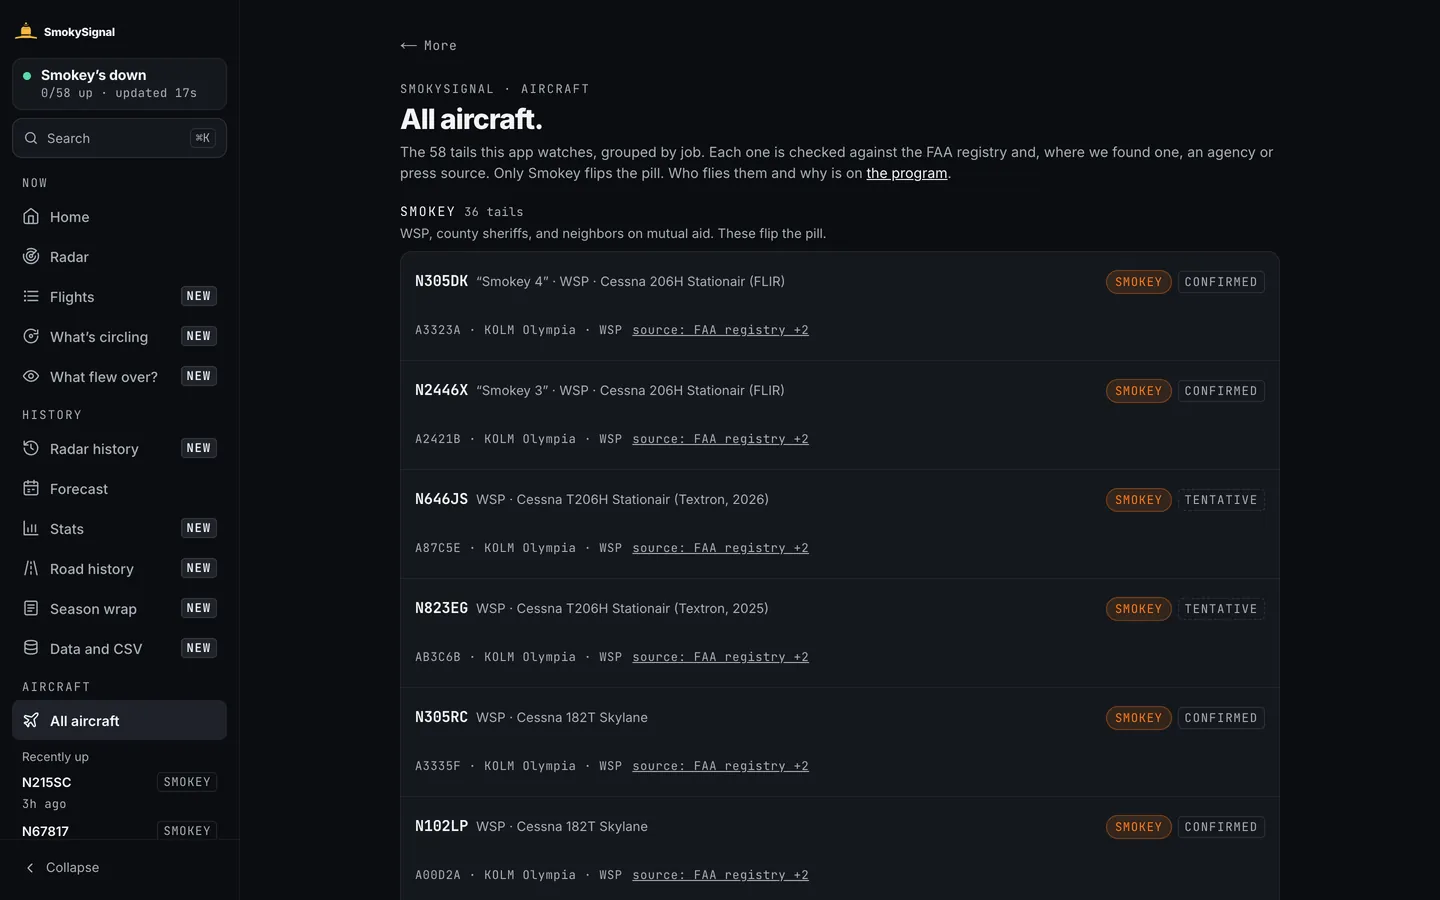 SmokySignal
Smokey’s down
0/58 up · updated 17s
Search ⌘K
NOW
Home
Radar
Flights NEW
What’s circling NEW
What flew over? NEW
HISTORY
Radar history NEW
Forecast
Stats NEW
Road history NEW
Season wrap NEW
Data and CSV NEW
AIRCRAFT
All aircraft
Recently up
N215SC SMOKEY
3h ago
N67817 SMOKEY
Collapse
← More
SMOKYSIGNAL · AIRCRAFT
All aircraft.
The 58 tails this app watches, grouped by job. Each one is checked against the FAA registry and, where we found one, an agency or
press source. Only Smokey flips the pill. Who flies them and why is on the program.
SMOKEY 36 tails
WSP, county sheriffs, and neighbors on mutual aid. These flip the pill.
N305DK “Smokey 4” · WSP · Cessna 206H Stationair (FLIR) SMOKEY CONFIRMED
A3323A · KOLM Olympia · WSP source: FAA registry +2
N2446X “Smokey 3” · WSP · Cessna 206H Stationair (FLIR) SMOKEY CONFIRMED
A2421B · KOLM Olympia · WSP source: FAA registry +2
N646JS WSP · Cessna T206H Stationair (Textron, 2026) SMOKEY TENTATIVE
A87C5E · KOLM Olympia · WSP source: FAA registry +2
N823EG WSP · Cessna T206H Stationair (Textron, 2025) SMOKEY TENTATIVE
AB3C6B · KOLM Olympia · WSP source: FAA registry +2
N305RC WSP · Cessna 182T Skylane SMOKEY CONFIRMED
A3335F · KOLM Olympia · WSP source: FAA registry +2
N102LP WSP · Cessna 182T Skylane SMOKEY CONFIRMED
A00D2A · KOLM Olympia · WSP source: FAA registry +2